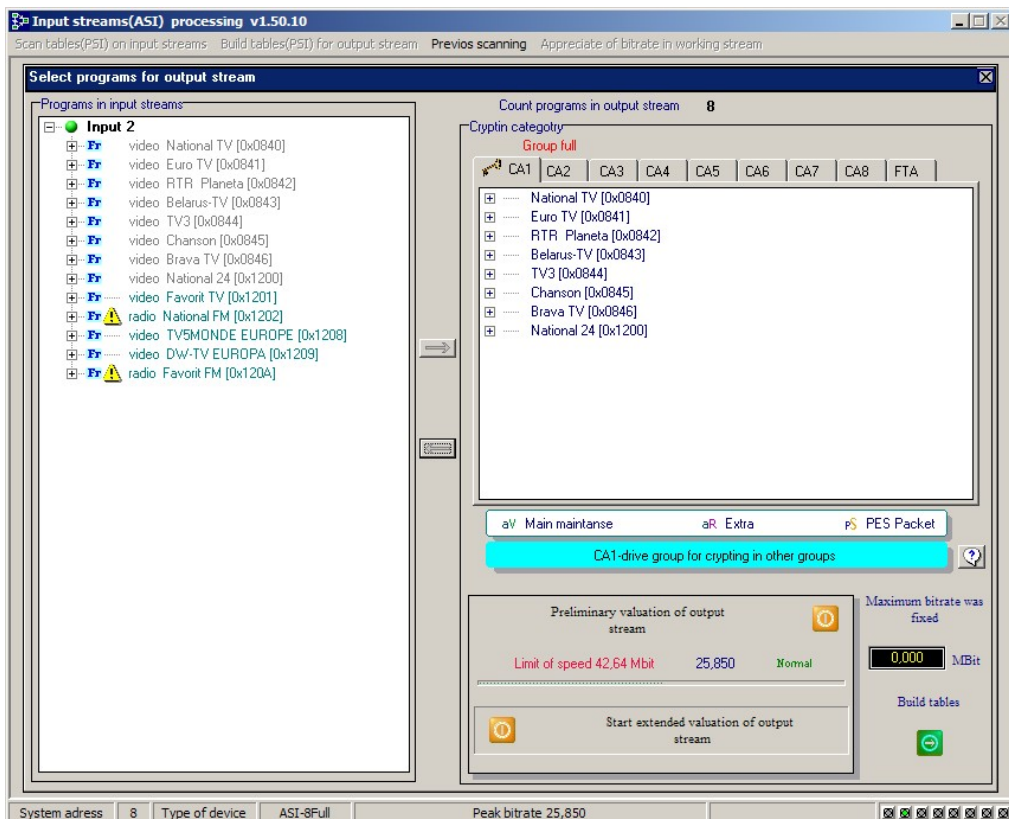 Input streams(ASI) processing v1.50.10
Scan tables(PSI) on input streams Build tables(PSI) for output stream Previos scanning Appreciate of bitrate in working stream
Select programs for output stream
Programs in input streams
Input 2
Fr video National TV [0x0840]
Fr video Euro TV [0x0841]
Fr video RTR Planeta [0x0842]
Fr video Belarus-TV [0x0843]
Fr video TV3 [0x0844]
Fr video Chanson [0x0845]
Fr video Brava TV [0x0846]
Fr video National 24 [0x1200]
Fr video Favorit TV [0x1201]
Fr radio National FM [0x1202]
Fr video TV5MONDE EUROPE [0x1208]
Fr video DW-TV EUROPA [0x1209]
Fr radio Favorit FM [0x120A]
Count programs in output stream 8
Cryptin categotry
Group full
CA1 CA2 CA3 CA4 CA5 CA6 CA7 CA8 FTA
National TV [0x0840]
Euro TV [0x0841]
RTR Planeta [0x0842]
Belarus-TV [0x0843]
TV3 [0x0844]
Chanson [0x0845]
Brava TV [0x0846]
National 24 [0x1200]
aV Main maintanse aR Extra PS PES Packet
CA1-drive group for crypting in other groups
Preliminary valuation of output
stream
Limit of speed 42,64 Mbit 25,850 Normal
Start extended valuation of output
stream
Maximum bitrate was
fixed
0,000 MBit
Build tables
System adress 8 Type of device ASI-8Full Peak bitrate 25,850